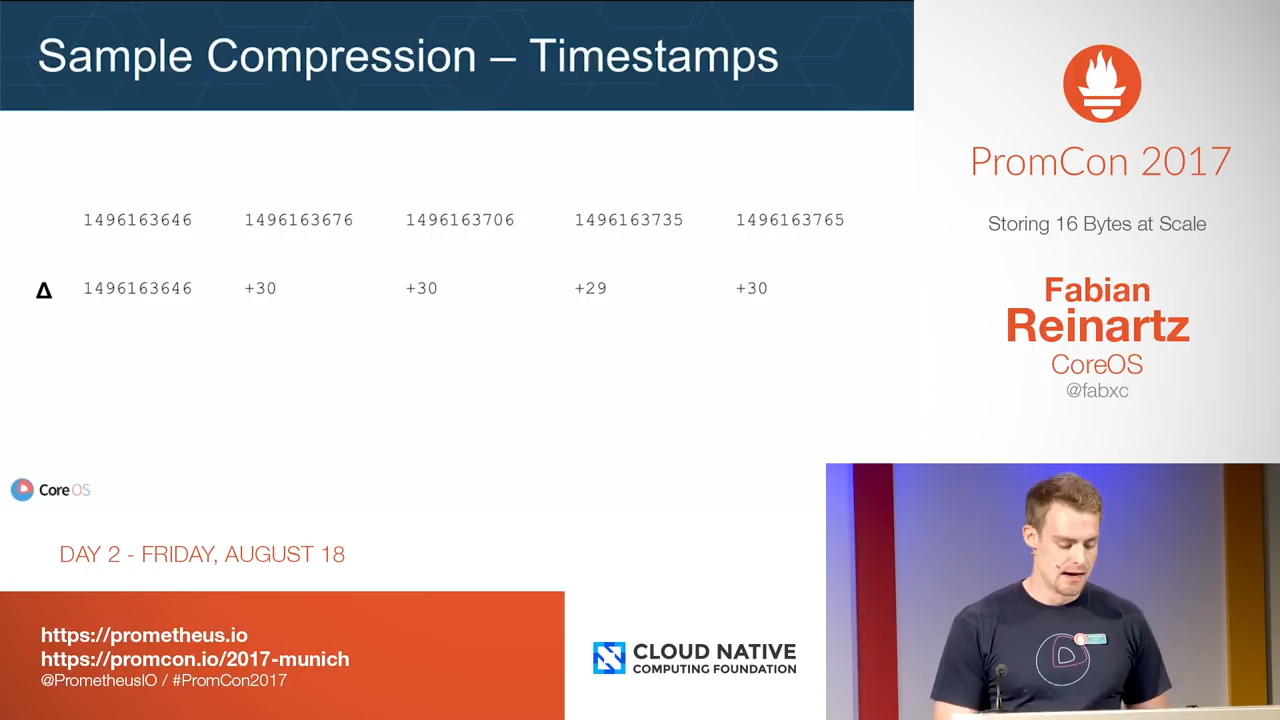 Sample Compression – Timestamps
1496163646 1496163676 1496163706 1496163735 1496163765
Δ 1496163646 +30 +30 +29 +30
Core OS
DAY 2 - FRIDAY, AUGUST 18
https://prometheus.io
https://promcon.io/2017-munich
@PrometheusIO / #PromCon2017
CLOUD NATIVE
COMPUTING FOUNDATION
PromCon 2017
Storing 16 Bytes at Scale
Fabian
Reinartz
CoreOS
@fabxc